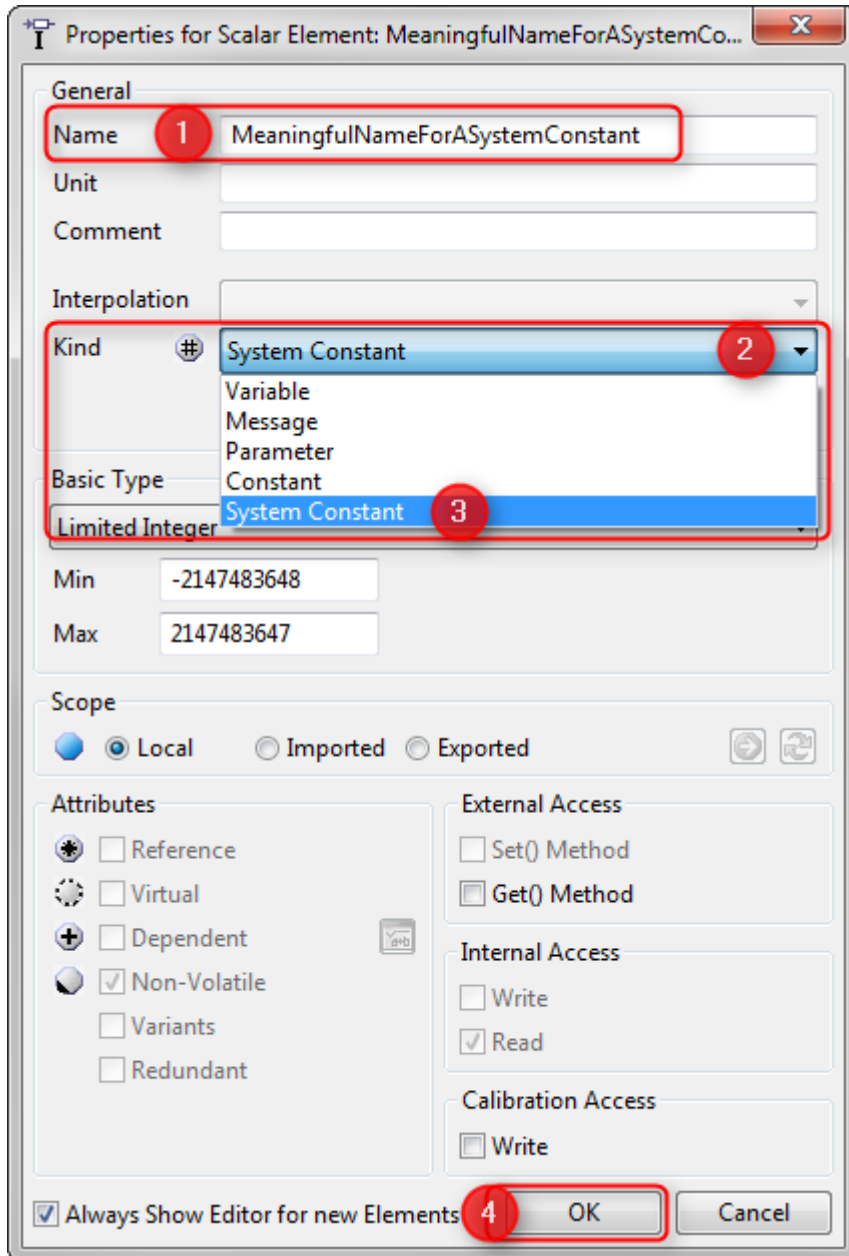 Properties for Scalar Element: MeaningfulNameForASystemCo...
General
Name 1 MeaningfulNameForASystemConstant
Unit
Comment
Interpolation
Kind # System Constant 2
Variable
Message
Parameter
Constant
System Constant 3
Basic Type
Limited Integer
Min -2147483648
Max 2147483647
Scope
Local Imported Exported
Attributes
Reference
Virtual
Dependent
Non-Volatile
Variants
Redundant
External Access
Set() Method
Get() Method
Internal Access
Write
Read
Calibration Access
Write
Always Show Editor for new Elements 4 OK Cancel